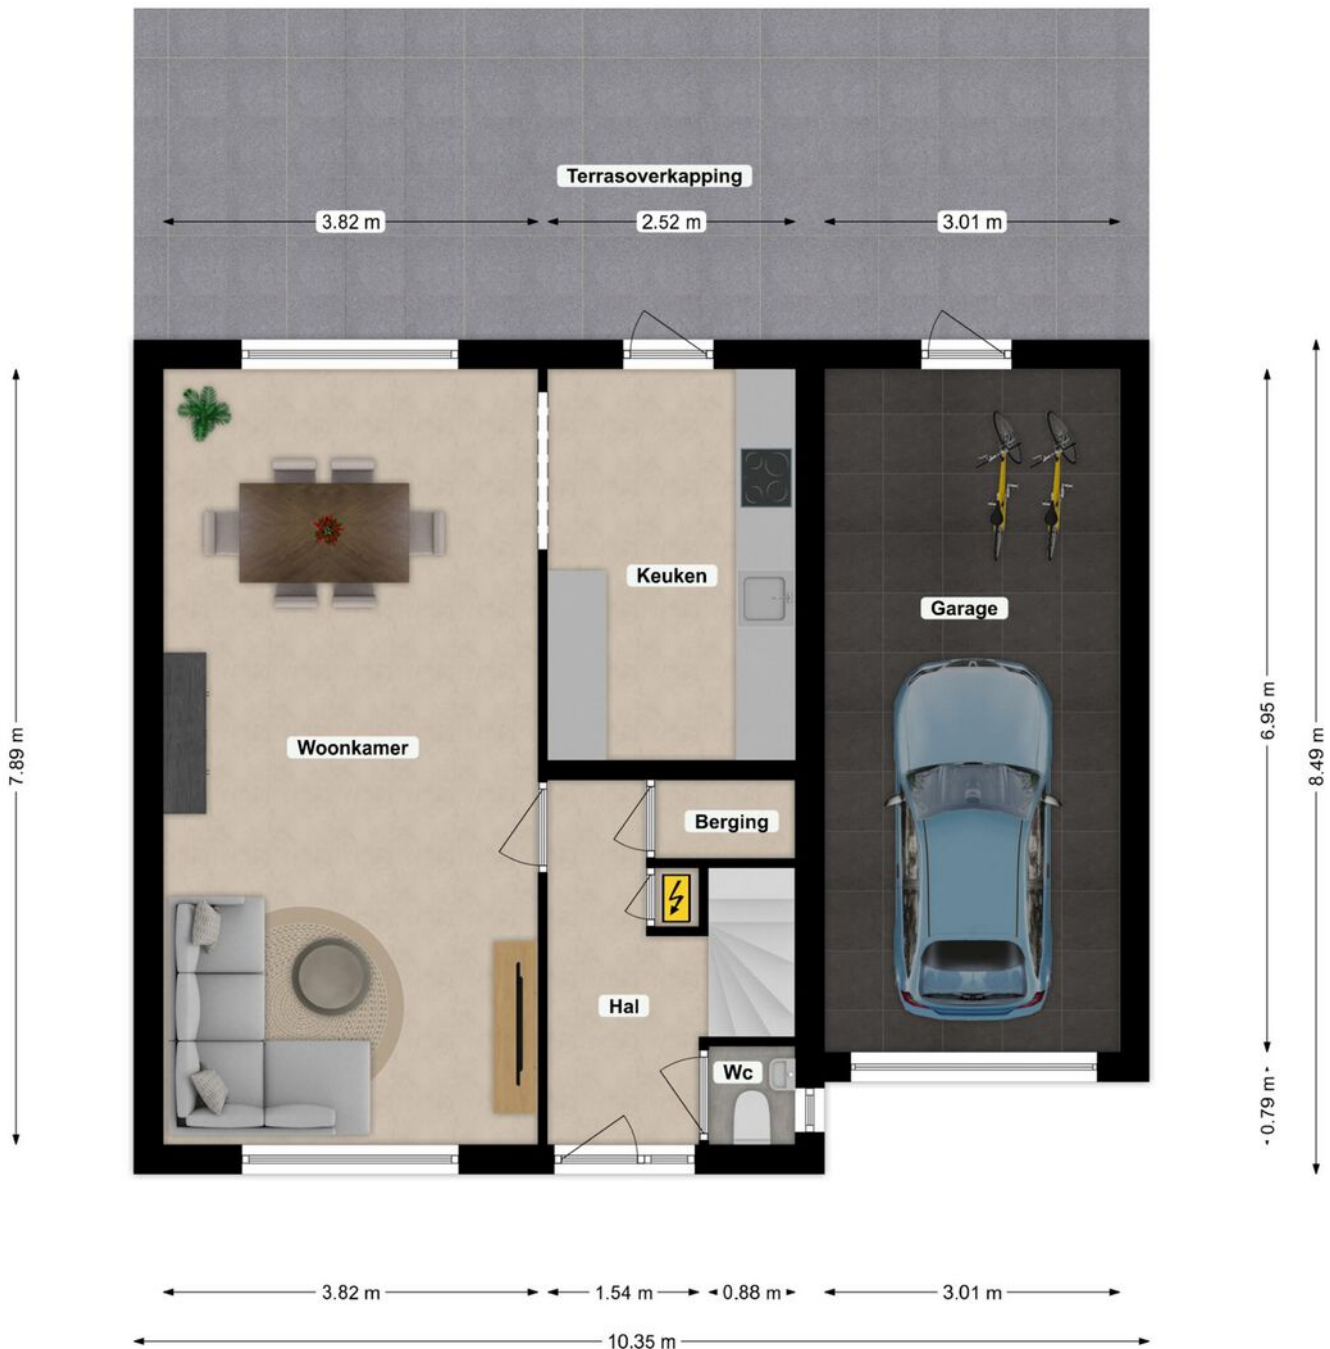 Terrasoverkapping
3.82 m
2.52 m
3.01 m
Keuken
Garage
Woonkamer
Berging
Hal
Wc
7.89 m
6.95 m
8.49 m
0.79 m
3.82 m
1.54 m
0.88 m
3.01 m
10.35 m